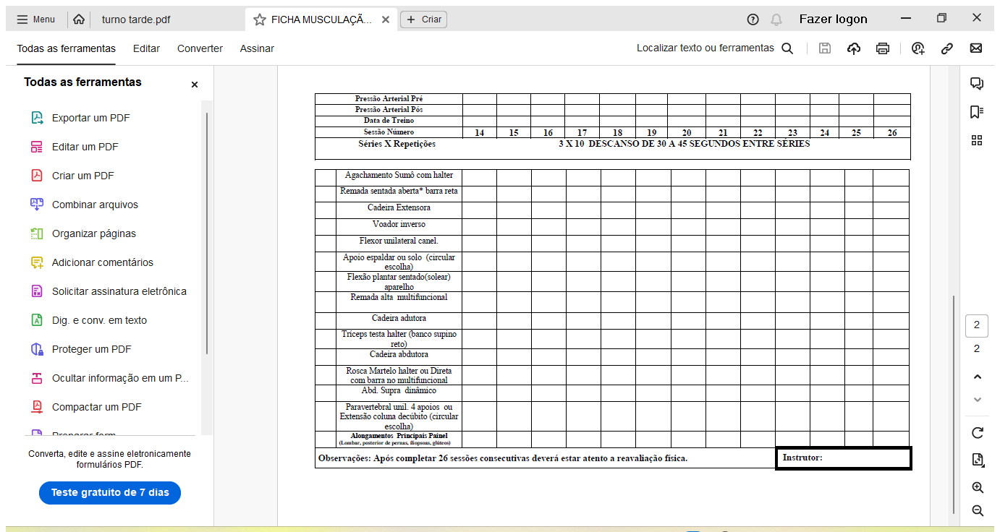 Menu
turno tarde.pdf
FICHA MUSCULAÇÃ...
Criar
Fazer logon
Todas as ferramentas
Editar
Converter
Assinar
Localizar texto ou ferramentas
Todas as ferramentas
Exportar um PDF
Editar um PDF
Criar um PDF
Combinar arquivos
Organizar páginas
Adicionar comentários
Solicitar assinatura eletrônica
Dig. e conv. em texto
Proteger um PDF
Ocultar informação em um P...
Compactar um PDF
Preparar form
Converta, edite e assine eletronicamente
formulários PDF.
Teste gratuito de 7 dias
Pressão Arterial Pré
Pressão Arterial Pós
Data de Treino
Sessão Número 14 15 16 17 18 19 20 21 22 23 24 25 26
Séries X Repetições 3 X 10 DESCANSO DE 30 A 45 SEGUNDOS ENTRE SÉRIES
Agachamento Sumô com halter
Remada sentada aberta* barra reta
Cadeira Extensora
Voador inverso
Flexor unilateral canel.
Apoio espaldar ou solo (circular
escolha)
Flexão plantar sentado(solear)
aparelho
Remada alta multifuncional
Cadeira adutora
Tríceps testa halter (banco supino
reto)
Cadeira abdutora
Rosca Martelo halter ou Direta
com barra no multifuncional
Abd. Supra dinâmico
Paravertebral unil. 4 apoios ou
Extensão coluna decúbito (circular
escolha)
Alongamentos Principais Painel
(Lombar, posterior de pernas, iliopsoas, glúteos)
Observações: Após completar 26 sessões consecutivas deverá estar atento a reavaliação física.
Instrutor:
2
2